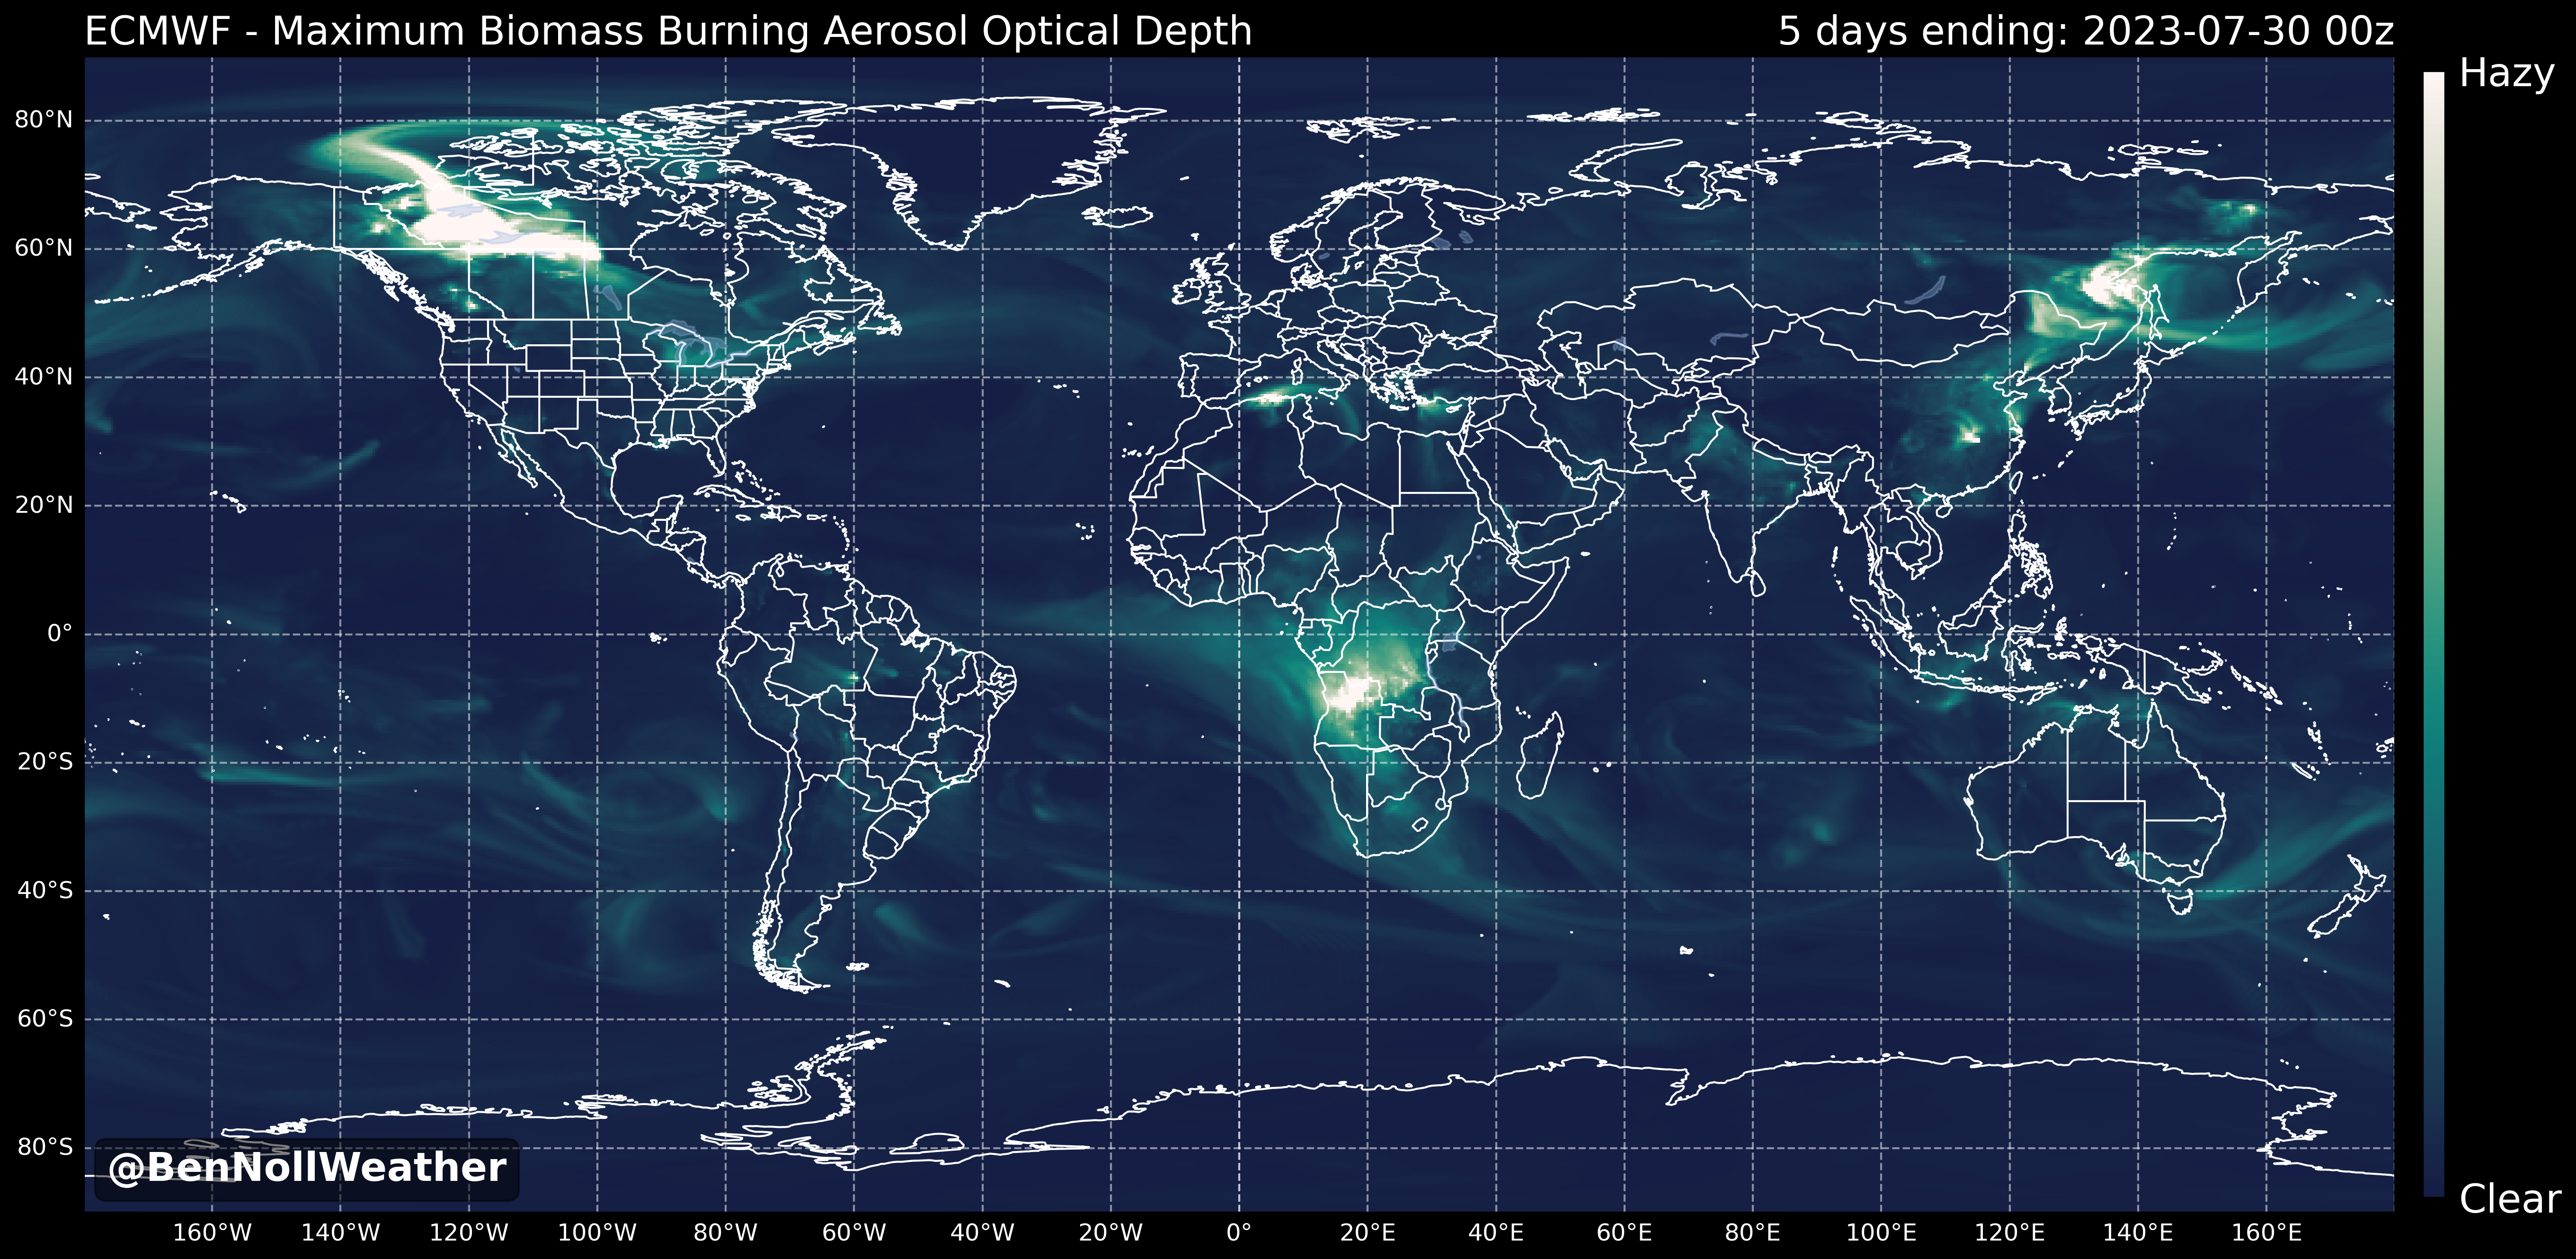 ECMWF - Maximum Biomass Burning Aerosol Optical Depth
5 days ending: 2023-07-30 00z
Hazy
80°N
60°N
40°N
20°N
0°
20°S
40°S
60°S
80°S
@BenNollWeather
Clear
160°W 140°W 120°W 100°W 80°W 60°W 40°W 20°W 0° 20°E 40°E 60°E 80°E 100°E 120°E 140°E 160°E